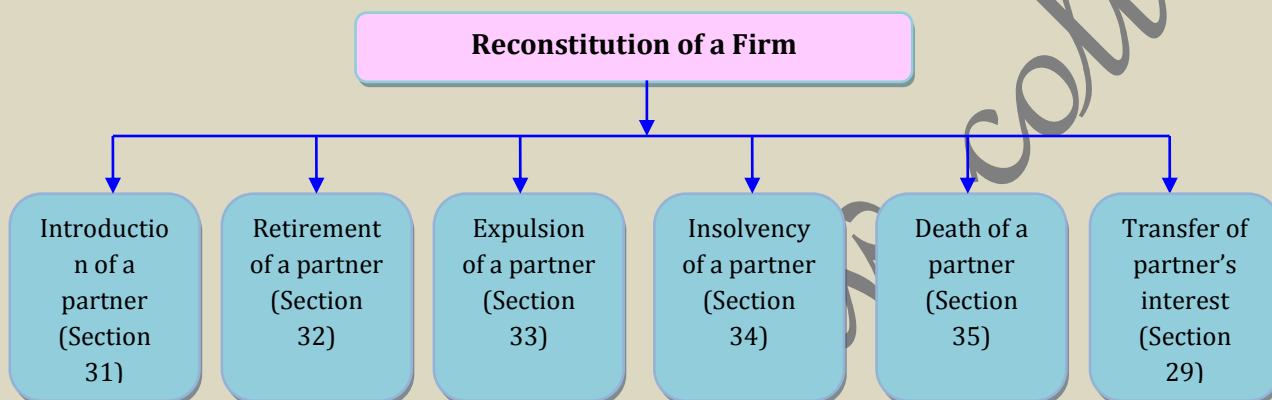 Reconstitution of a Firm
Introductio
n of a
partner
(Section
31)
Retirement
of a partner
(Section
32)
Expulsion
of a partner
(Section
33)
Insolvency
of a partner
(Section
34)
Death of a
partner
(Section
35)
Transfer of
partner’s
interest
(Section
29)